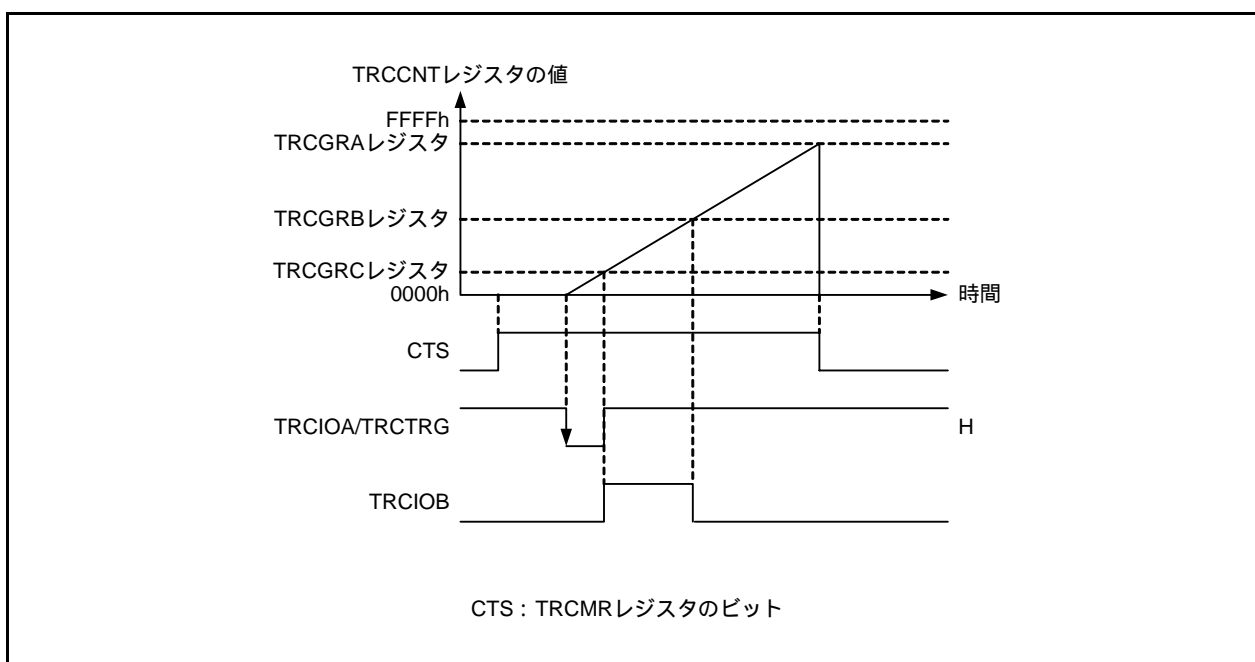 TRCCNTレジスタの値
FFFFh
TRCGRAレジスタ
TRCGRBレジスタ
TRCGRCレジスタ
0000h
時間
CTS
TRCIOA/TRCTRG
H
TRCIOB
CTS : TRCMRレジスタのビット